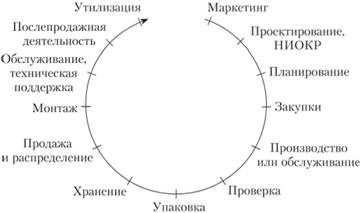 Маркетинг
Проектирование,
НИОКР
Планирование
Закупки
Производство
или обслуживание
Проверка
Упаковка
Хранение
Продажа
и распределение
Монтаж
Обслуживание,
техническая
поддержка
Послепродажная
деятельность
Утилизация